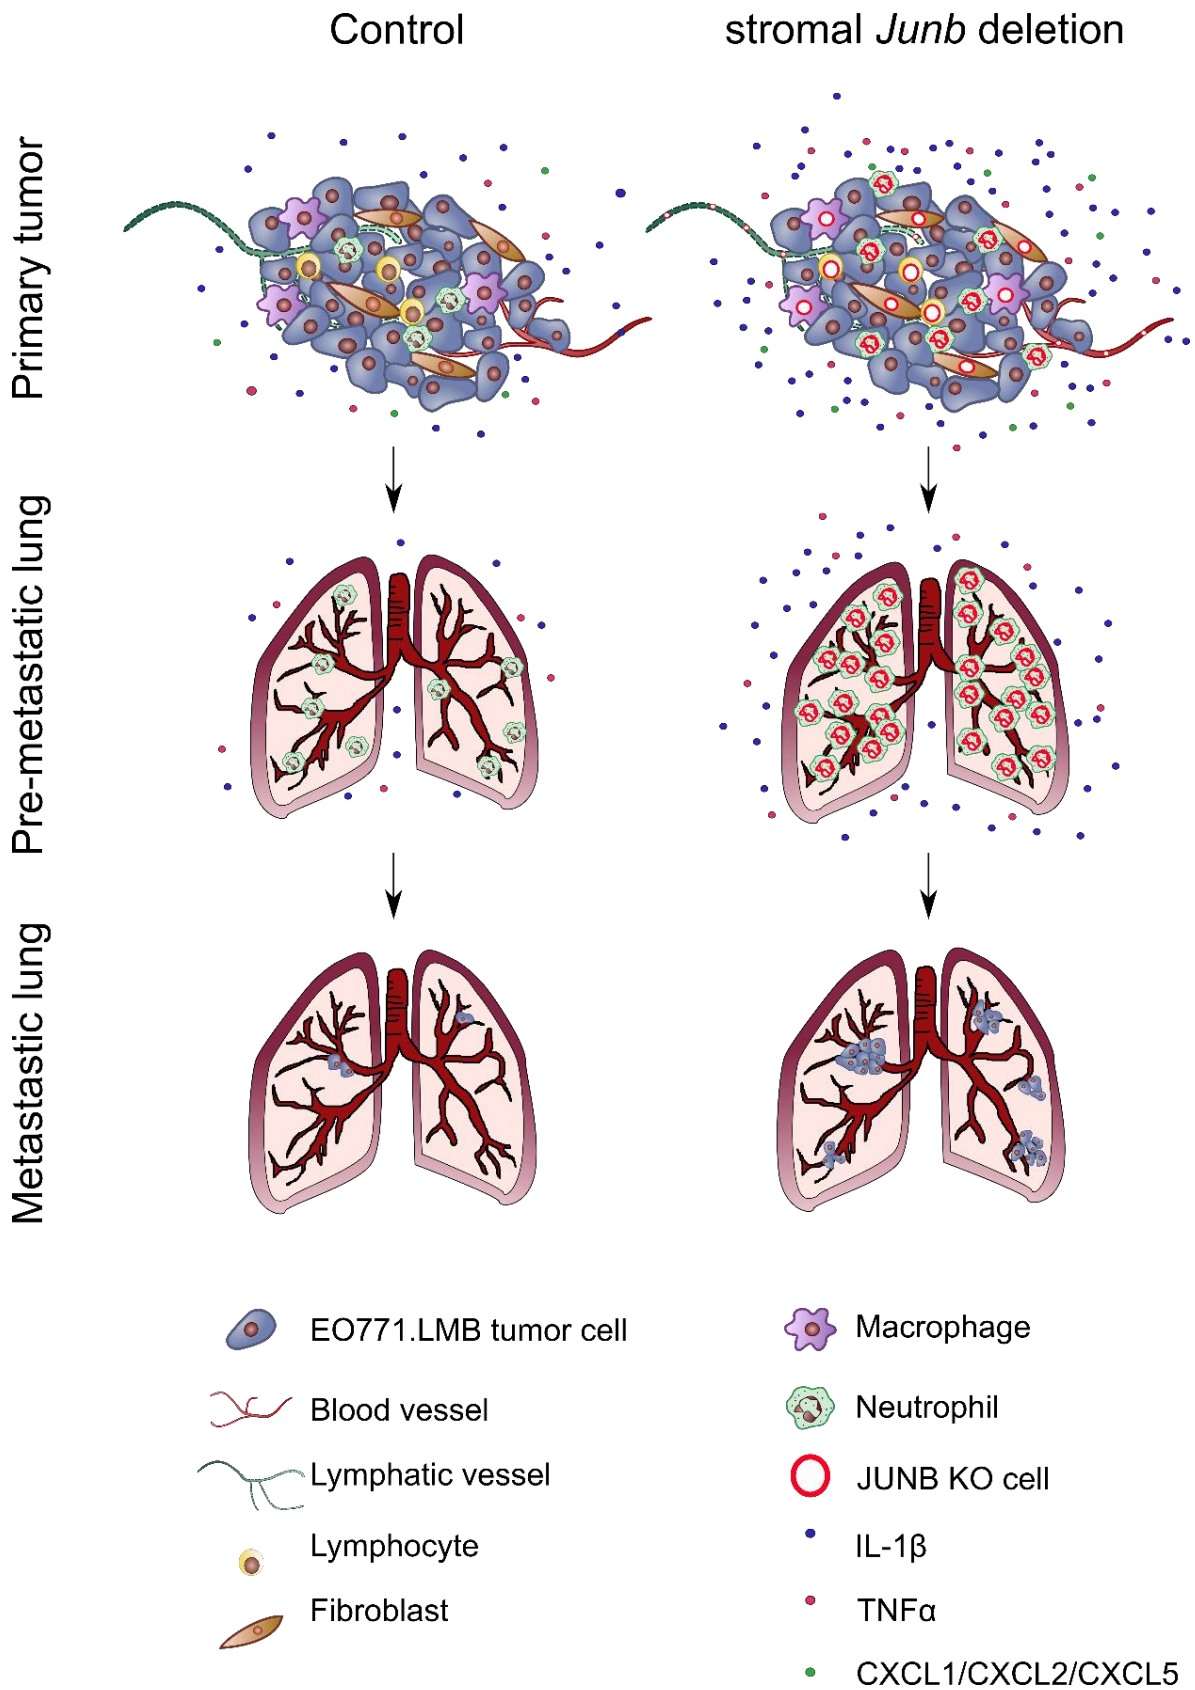 Control
stromal Junb deletion
Primary tumor
Pre-metastatic lung
Metastastic lung
EO771.LMB tumor cell
Blood vessel
Lymphatic vessel
Lymphocyte
Fibroblast
Macrophage
Neutrophil
JUNB KO cell
IL-1β
TNFα
CXCL1/CXCL2/CXCL5